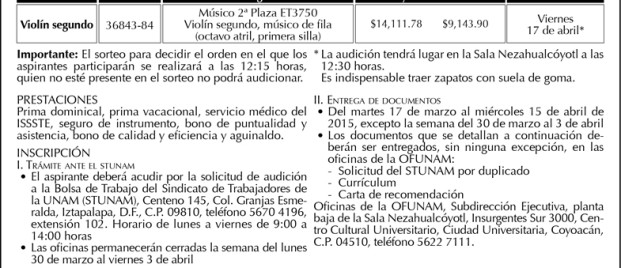 Violín segundo 36843-84 Músico 2ª Plaza ET3750 $14,111.78 $9,143.90 Viernes
Violín segundo, músico de fila 17 de abril*
(octavo atril, primera silla)
Importante: El sorteo para decidir el orden en el que los
aspirantes participarán se realizará a las 12:15 horas,
quien no esté presente en el sorteo no podrá audicionar.
* La audición tendrá lugar en la Sala Nezahualcóyotl a las
12:30 horas.
Es indispensable traer zapatos con suela de goma.
PRESTACIONES
Prima dominical, prima vacacional, servicio médico del
ISSSTE, seguro de instrumento, bono de puntualidad y
asistencia, bono de calidad y eficiencia y aguinaldo.
INSCRIPCIÓN
I. TRÁMITE ANTE EL STUNAM
• El aspirante deberá acudir por la solicitud de audición
a la Bolsa de Trabajo del Sindicato de Trabajadores de
la UNAM (STUNAM), Centeno 145, Col. Granjas Esme-
ralda, Iztapalapa, D.F., C.P. 09810, teléfono 5670 4196,
extensión 102. Horario de lunes a viernes de 9:00 a
14:00 horas
• Las oficinas permanecerán cerradas la semana del lunes
30 de marzo al viernes 3 de abril
II. ENTREGA DE DOCUMENTOS
• Del martes 17 de marzo al miércoles 15 de abril de
2015, excepto la semana del 30 de marzo al 3 de abril
• Los documentos que se detallan a continuación de-
berán ser entregados, sin ninguna excepción, en las
oficinas de la OFUNAM:
- Solicitud del STUNAM por duplicado
- Currículum
- Carta de recomendación
Oficinas de la OFUNAM, Subdirección Ejecutiva, planta
baja de la Sala Nezahualcóyotl, Insurgentes Sur 3000, Cen-
tro Cultural Universitario, Ciudad Universitaria, Coyoacán,
C.P. 04510, teléfono 5622 7111.